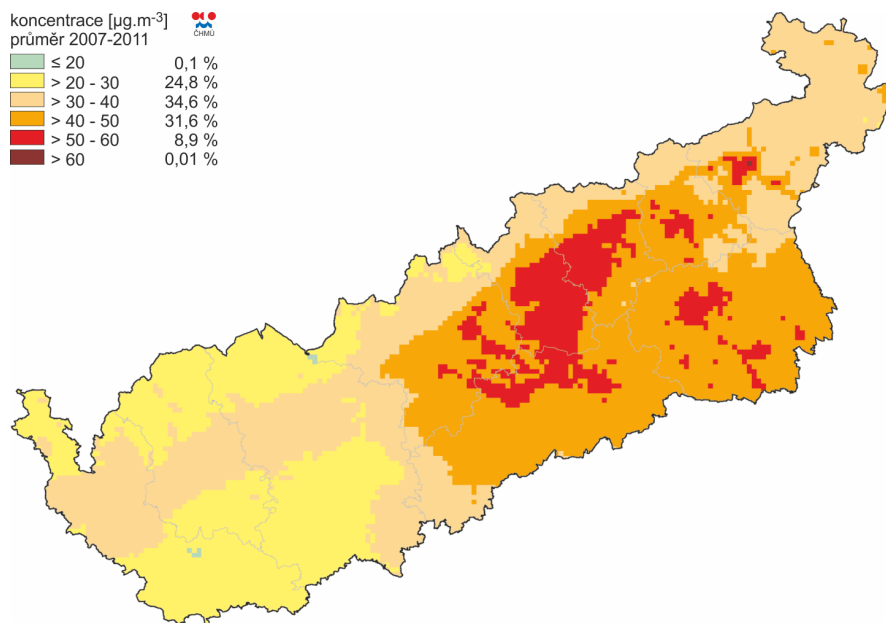 koncentrace [µg.m-3]
ČHMÚ
průměr 2007-2011
≤ 20 0,1 %
> 20 - 30 24,8 %
> 30 - 40 34,6 %
> 40 - 50 31,6 %
> 50 - 60 8,9 %
> 60 0,01 %